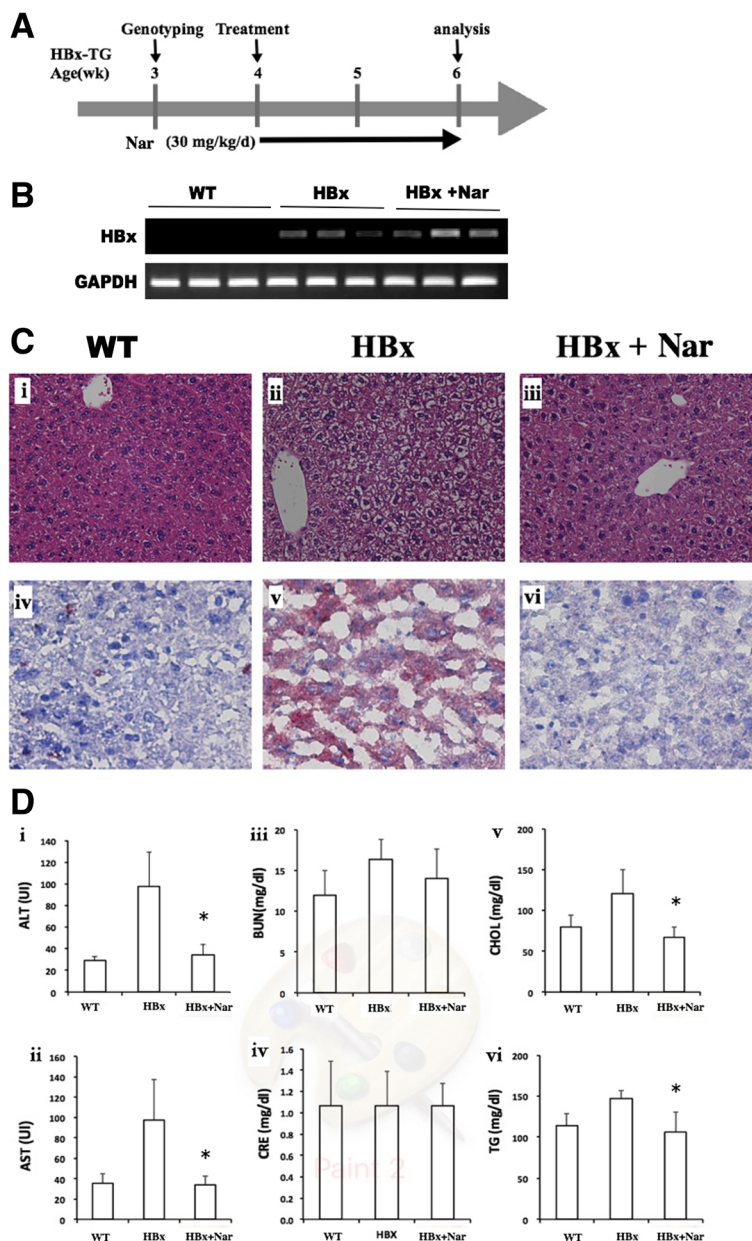 A
Genotyping Treatment analysis
HBx-TG
Age(wk) 3 4 5 6
Nar (30 mg/kg/d)
B
WT HBx HBx +Nar
HBx
GAPDH
C
WT HBx HBx + Nar
i ii iii
iv v vi
D
i
ALT (UI)
140
120
100
80
60
40
20
0
*
WT HBx HBx+Nar
iii
BUN(mg/dl)
20
15
10
5
0
WT HBx HBx+Nar
v
CHOL (mg/dl)
200
150
100
50
0
*
WT HBx HBx+Nar
ii
AST (UI)
160
140
120
100
80
60
40
20
0
*
WT HBx HBx+Nar
iv
CRE (mg/dl)
1.6
1.4
1.2
1.0
0.8
0.6
0.4
0.2
0.0
WT HBX HBx+Nar
vi
TG (mg/dl)
200
150
100
50
0
*
WT HBx HBx+Nar
Paint 2